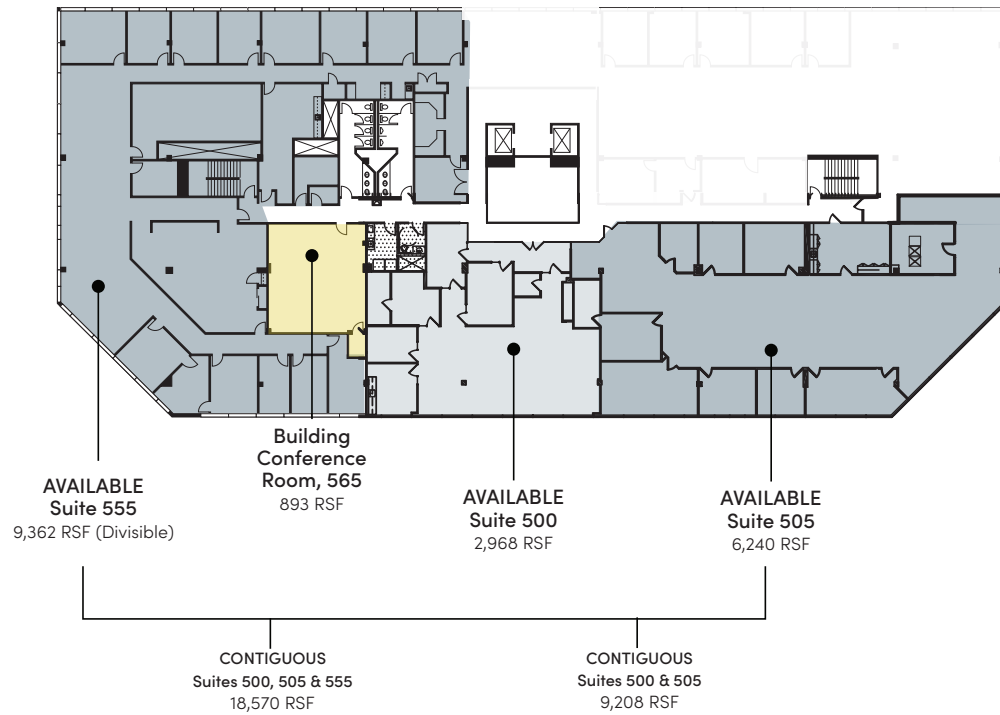 Building
Conference
Room, 565
893 RSF
AVAILABLE
Suite 555
9,362 RSF (Divisible)
AVAILABLE
Suite 500
2,968 RSF
AVAILABLE
Suite 505
6,240 RSF
CONTIGUOUS
Suites 500, 505 & 555
18,570 RSF
CONTIGUOUS
Suites 500 & 505
9,208 RSF